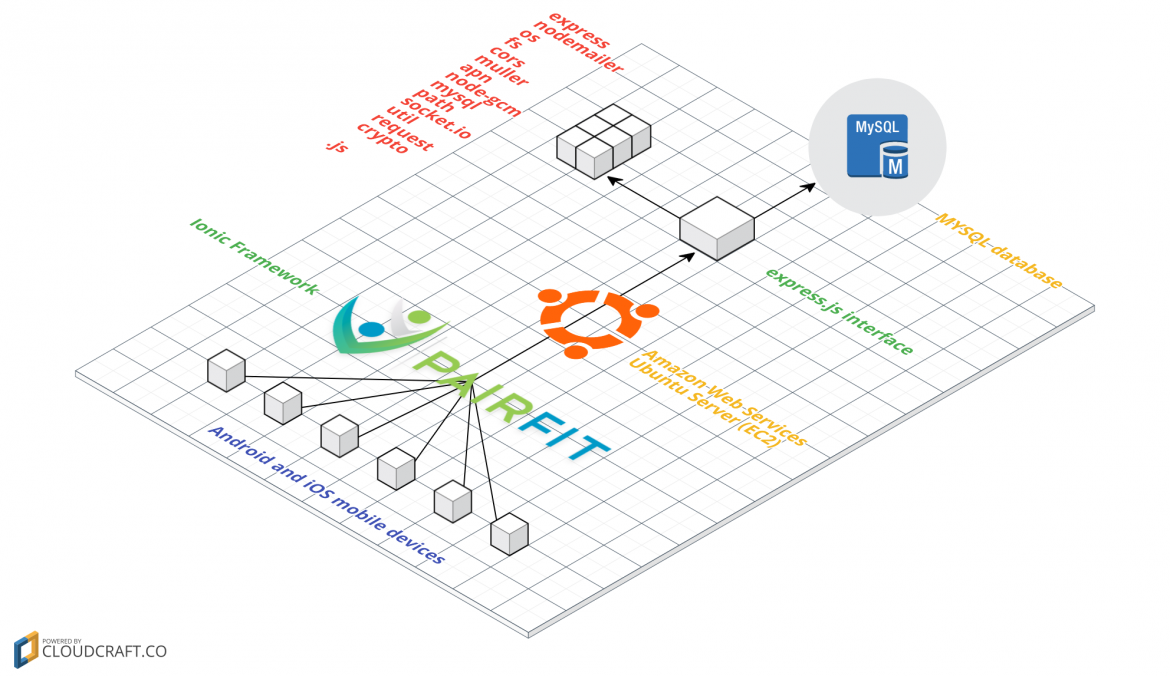 express
nodemailer
os
fs
cors
muller
apn
node-gcm
mysql
path
socket.io
util
request
crypto
.js
MySQL
M
MYSQL database
Ionic Framework
express.js interface
PAIRFIT
Amazon Web Services
Ubuntu Server (EC2)
Android and iOS mobile devices
POWERED BY
CLOUDCRAFT.CO